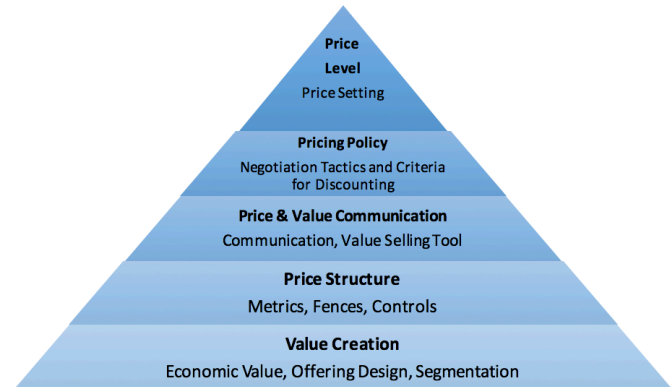 Price
Level
Price Setting
Pricing Policy
Negotiation Tactics and Criteria
for Discounting
Price & Value Communication
Communication, Value Selling Tool
Price Structure
Metrics, Fences, Controls
Value Creation
Economic Value, Offering Design, Segmentation